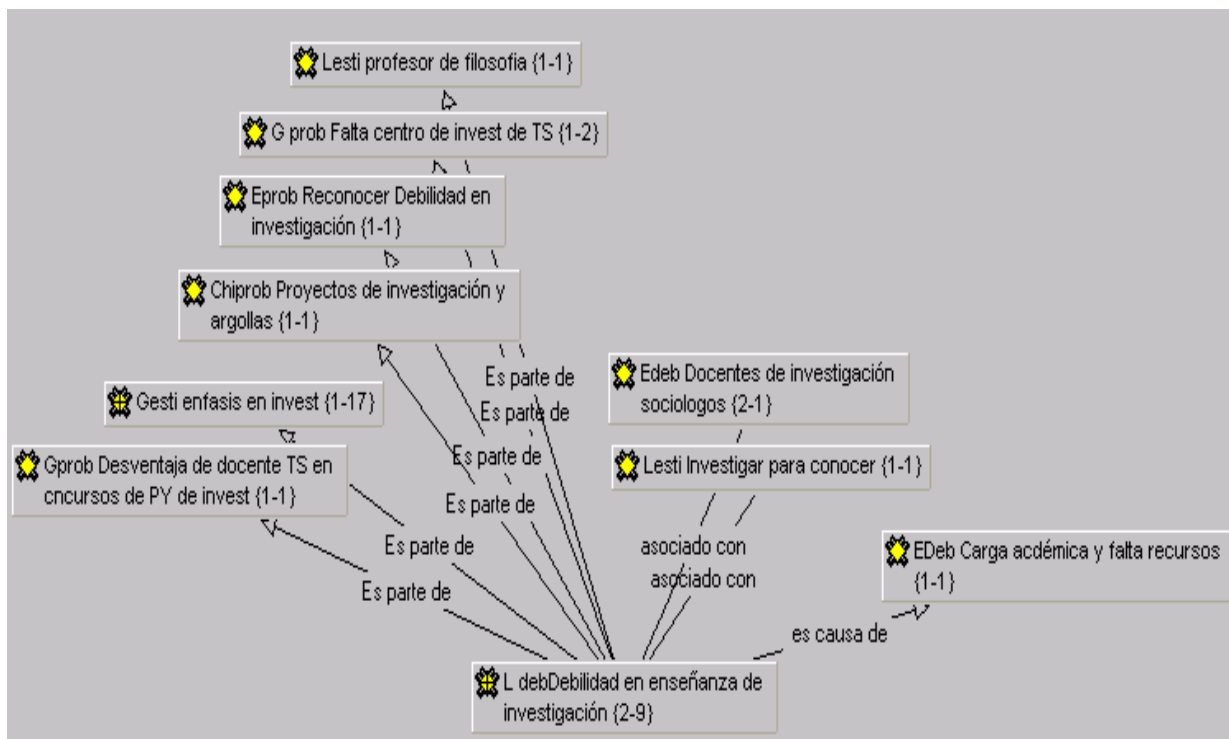 Lesti profesor de filosofia {1-1}
G prob Falta centro de invest de TS {1-2}
Eprob Reconocer Debilidad en
investigación {1-1}
Chiprob Proyectos de investigación y
argollas {1-1}
Es parte de
Edeb Docentes de investigación
sociologos {2-1}
Gesti enfasis en invest {1-17}
Es parte de
Es parte de
Lesti Investigar para conocer {1-1}
Gprob Desventaja de docente TS en
cncursos de PY de invest {1-1}
Es parte de
Es parte de
asociado con
EDeb Carga acdémica y falta recursos
{1-1}
Es parte de
asociado con
es causa de
L debDebilidad en enseñanza de
investigación {2-9}